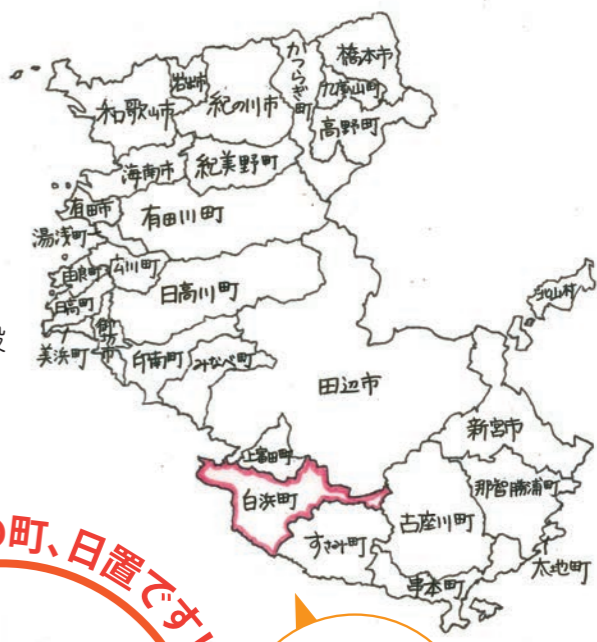 橋本市
かつらぎ町
岩出市
九度山町
和歌山市
紀の川市
高野町
海南市
紀美野町
有田市
有田川町
湯浅町
広川町
由良町
日高川町
北山村
日高町
御坊市
美浜町
印南町
みなべ町
田辺市
新宮市
上富田町
那智勝浦町
白浜町
古座川町
すさみ町
太地町
串本町
町、日置です!